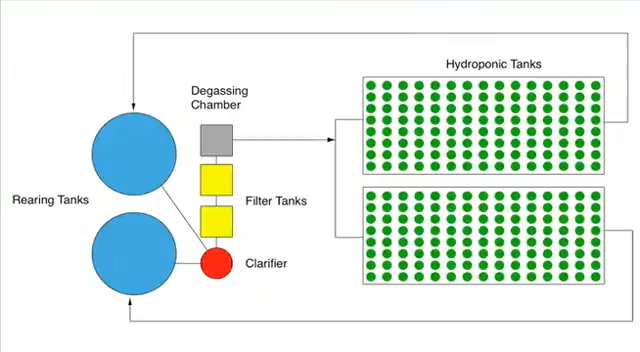 Hydroponic Tanks
Degassing
Chamber
Rearing Tanks
Filter Tanks
Clarifier